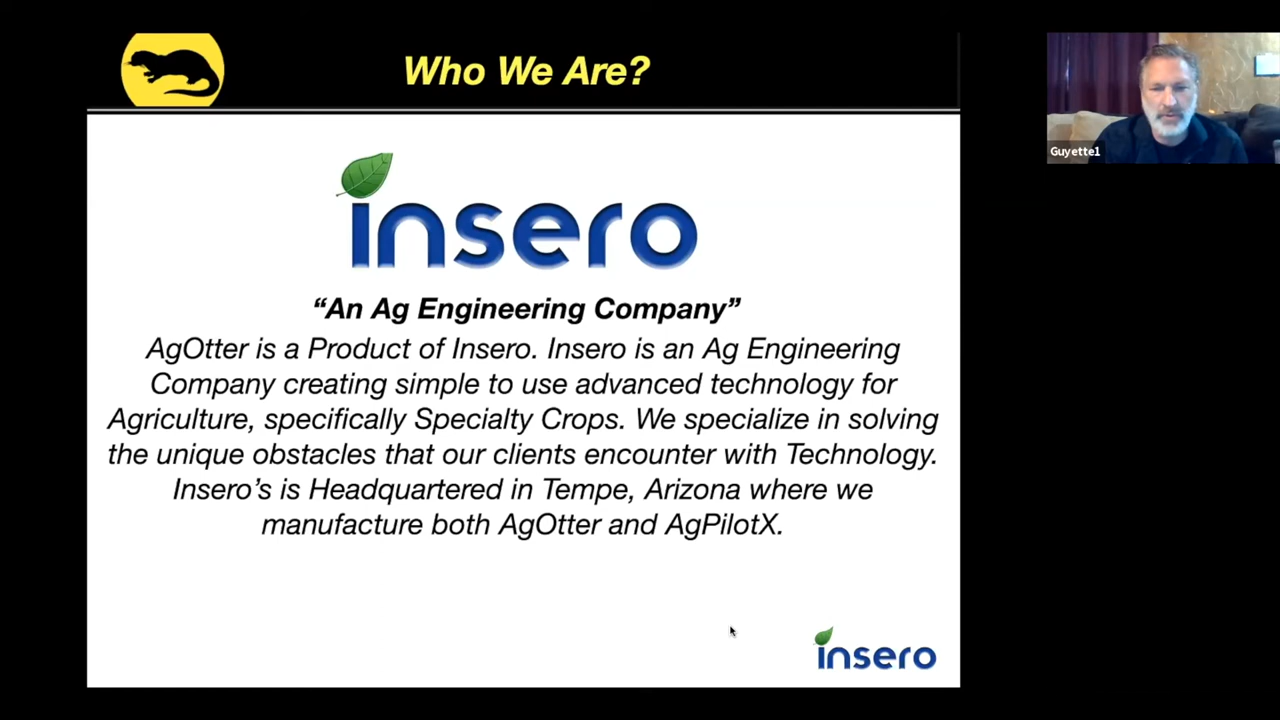 Who We Are?
Guyette1
insero
“An Ag Engineering Company”
AgOtter is a Product of Insero. Insero is an Ag Engineering
Company creating simple to use advanced technology for
Agriculture, specifically Specialty Crops. We specialize in solving
the unique obstacles that our clients encounter with Technology.
Insero’s is Headquartered in Tempe, Arizona where we
manufacture both AgOtter and AgPilotX.
insero